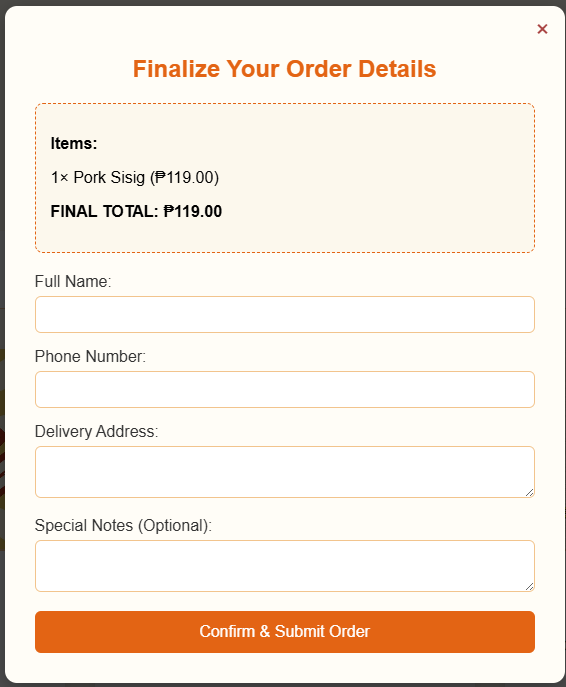 ×
Finalize Your Order Details
Items:
1× Pork Sisig (₱119.00)
FINAL TOTAL: ₱119.00
Full Name:
Phone Number:
Delivery Address:
Special Notes (Optional):
Confirm & Submit Order